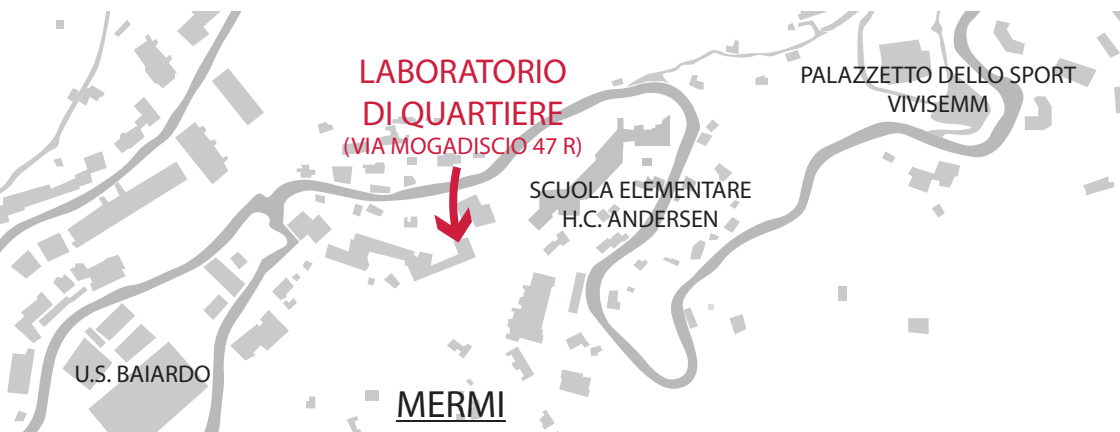 LABORATORIO
DI QUARTIERE
(VIA MOGADISCIO 47 R)
PALAZZETTO DELLO SPORT
VIVISEMM
SCUOLA ELEMENTARE
H.C. ANDERSEN
U.S. BAIARDO
MERMI